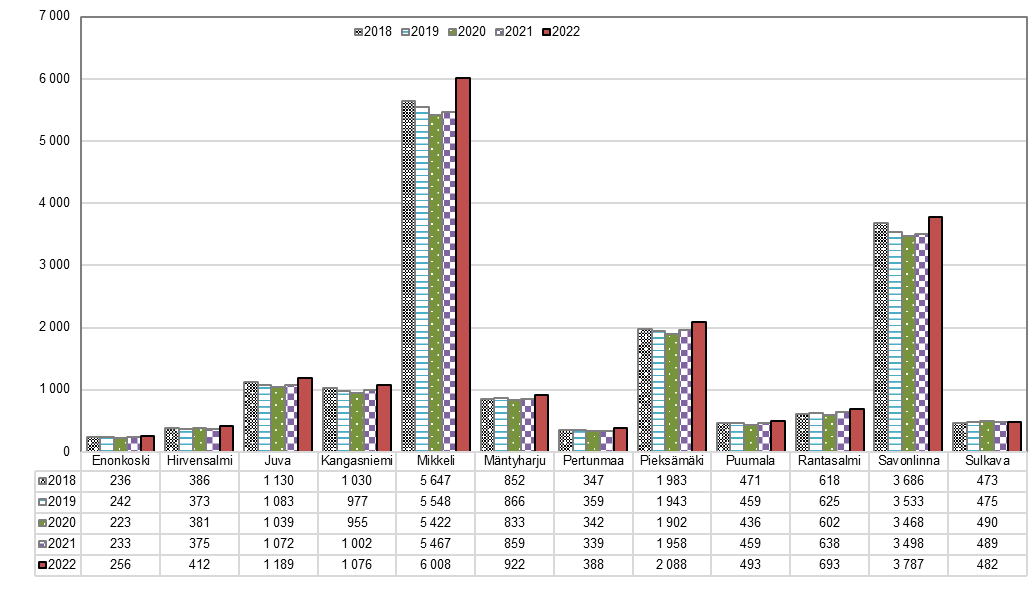 7 000
2018 2019 2020 2021 2022
6 000
5 000
4 000
3 000
2 000
1 000
0
Enonkoski Hirvensalmi Juva Kangasniemi Mikkeli Mäntyharju Pertunmaa Pieksämäki Puumala Rantasalmi Savonlinna Sulkava
2018 236 386 1 130 1 030 5 647 852 347 1 983 471 618 3 686 473
2019 242 373 1 083 977 5 548 866 359 1 943 459 625 3 533 475
2020 223 381 1 039 955 5 422 833 342 1 902 436 602 3 468 490
2021 233 375 1 072 1 002 5 467 859 339 1 958 459 638 3 498 489
2022 256 412 1 189 1 076 6 008 922 388 2 088 493 693 3 787 482